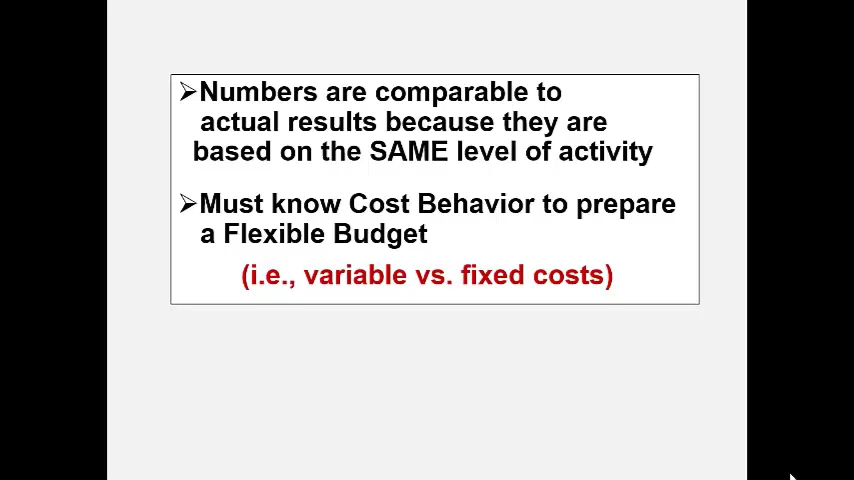 ➢Numbers are comparable to
actual results because they are
based on the SAME level of activity
➢Must know Cost Behavior to prepare
a Flexible Budget
(i.e., variable vs. fixed costs)